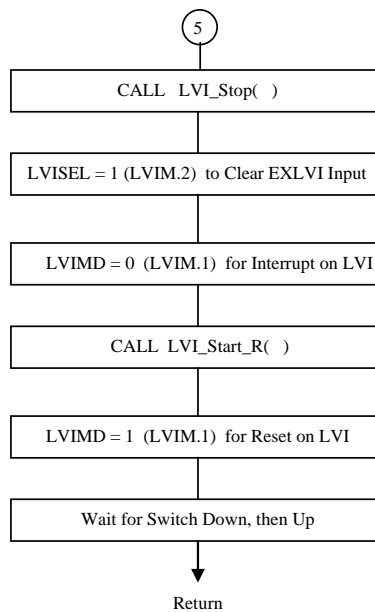 5
CALL LVI_Stop( )
LVISEL = 1 (LVIM.2) to Clear EXLVI Input
LVIMD = 0 (LVIM.1) for Interrupt on LVI
CALL LVI_Start_R( )
LVIMD = 1 (LVIM.1) for Reset on LVI
Wait for Switch Down, then Up
Return